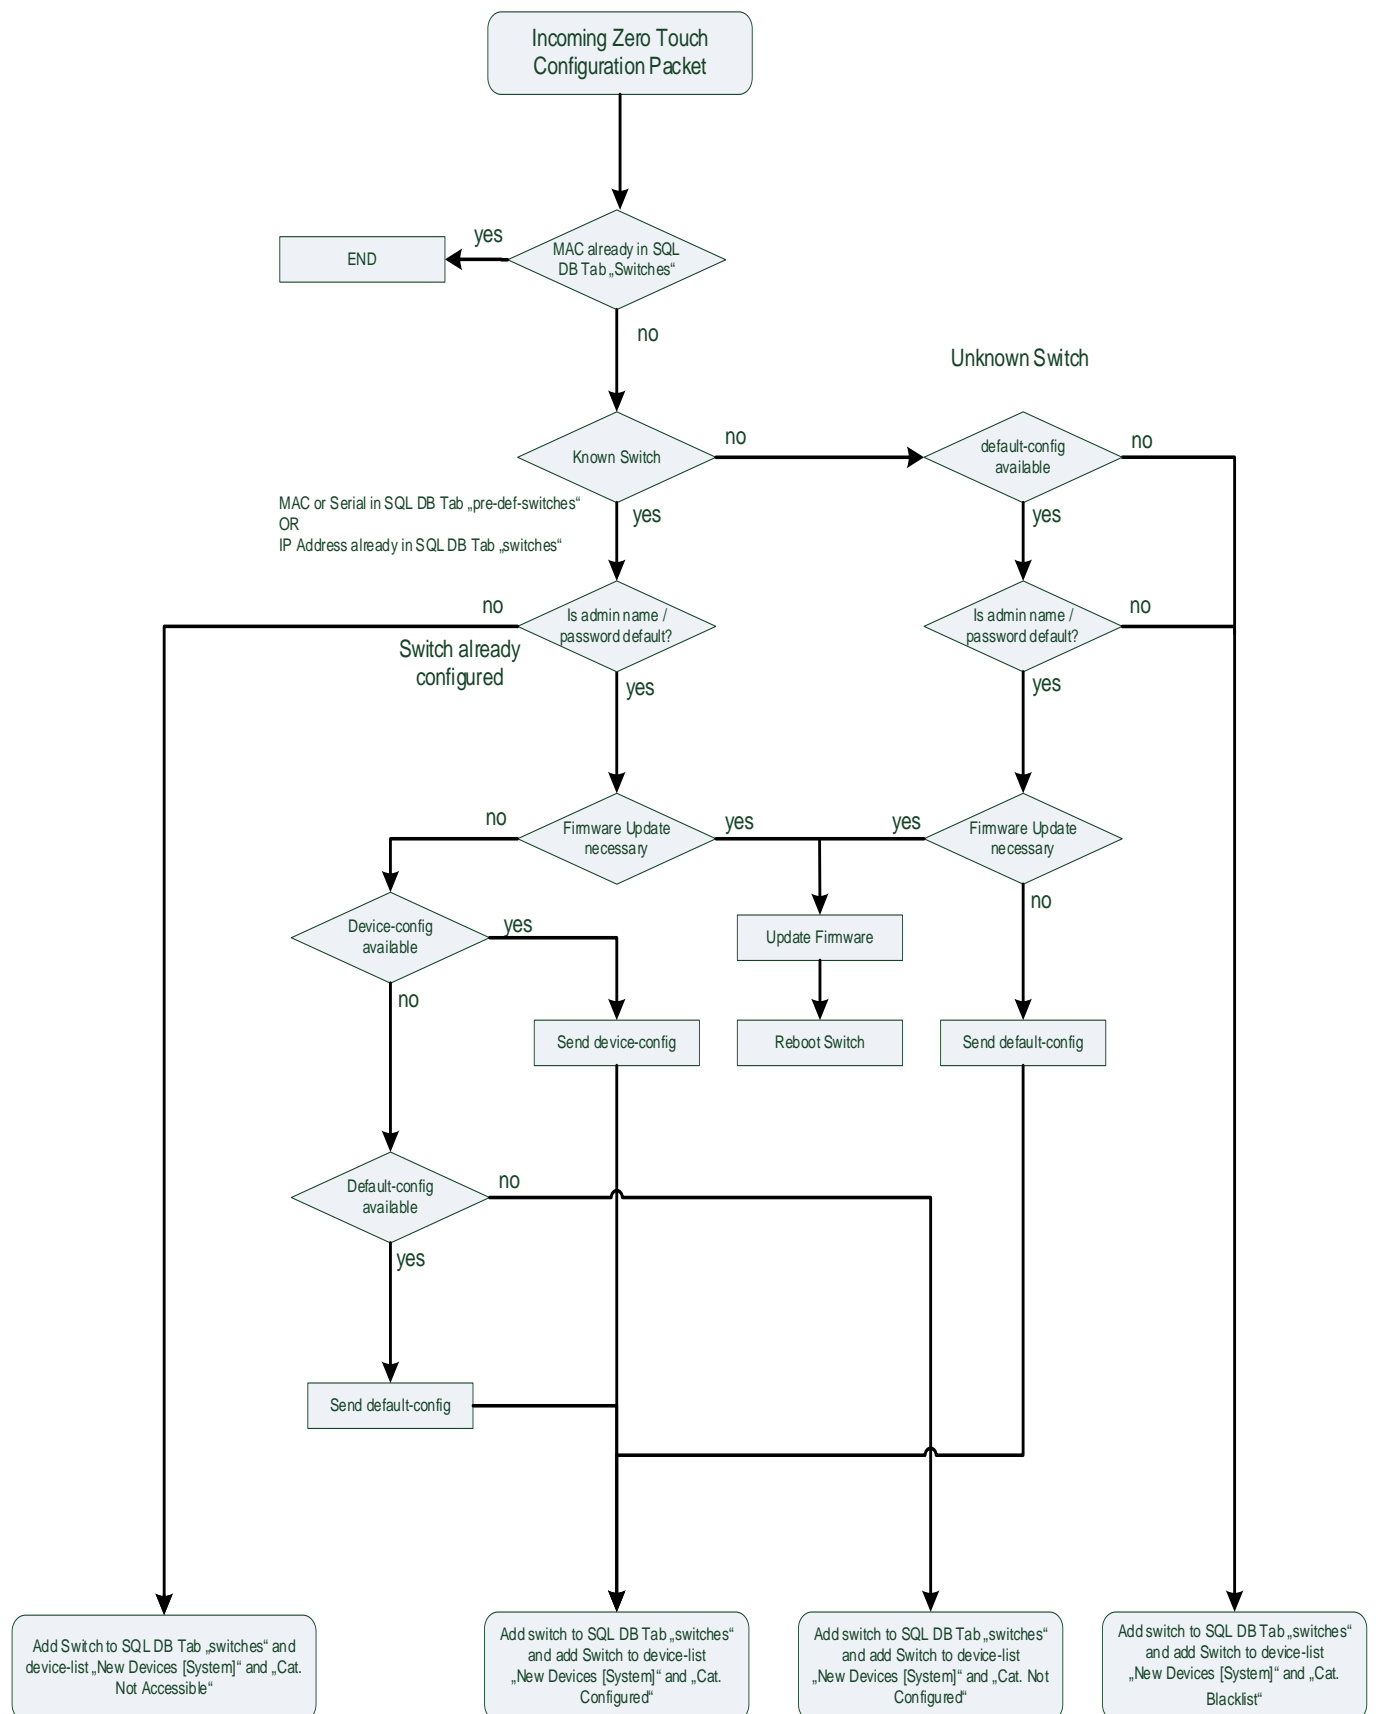 Incoming Zero Touch
Configuration Packet
yes
END
MAC already in SQL
DB Tab „Switches“
no
Unknown Switch
Known Switch
no
default-config
available
no
MAC or Serial in SQL DB Tab „pre-def-switches“
OR
IP Address already in SQL DB Tab „switches“
yes
yes
no
Is admin name /
password default?
Is admin name /
password default?
no
Switch already
configured
yes
yes
no
Firmware Update
necessary
yes
yes
Firmware Update
necessary
no
Device-config
available
yes
Update Firmware
no
Send device-config
Reboot Switch
Send default-config
Default-config
available
no
yes
Send default-config
Add Switch to SQL DB Tab „switches“ and
device-list „New Devices [System]“ and „Cat.
Not Accessible“
Add switch to SQL DB Tab „switches“
and add Switch to device-list
„New Devices [System]“ and „Cat.
Configured“
Add switch to SQL DB Tab „switches“
and add Switch to device-list
„New Devices [System]“ and „Cat. Not
Configured“
Add switch to SQL DB Tab „switches“
and add Switch to device-list
„New Devices [System]“ and „Cat.
Blacklist“